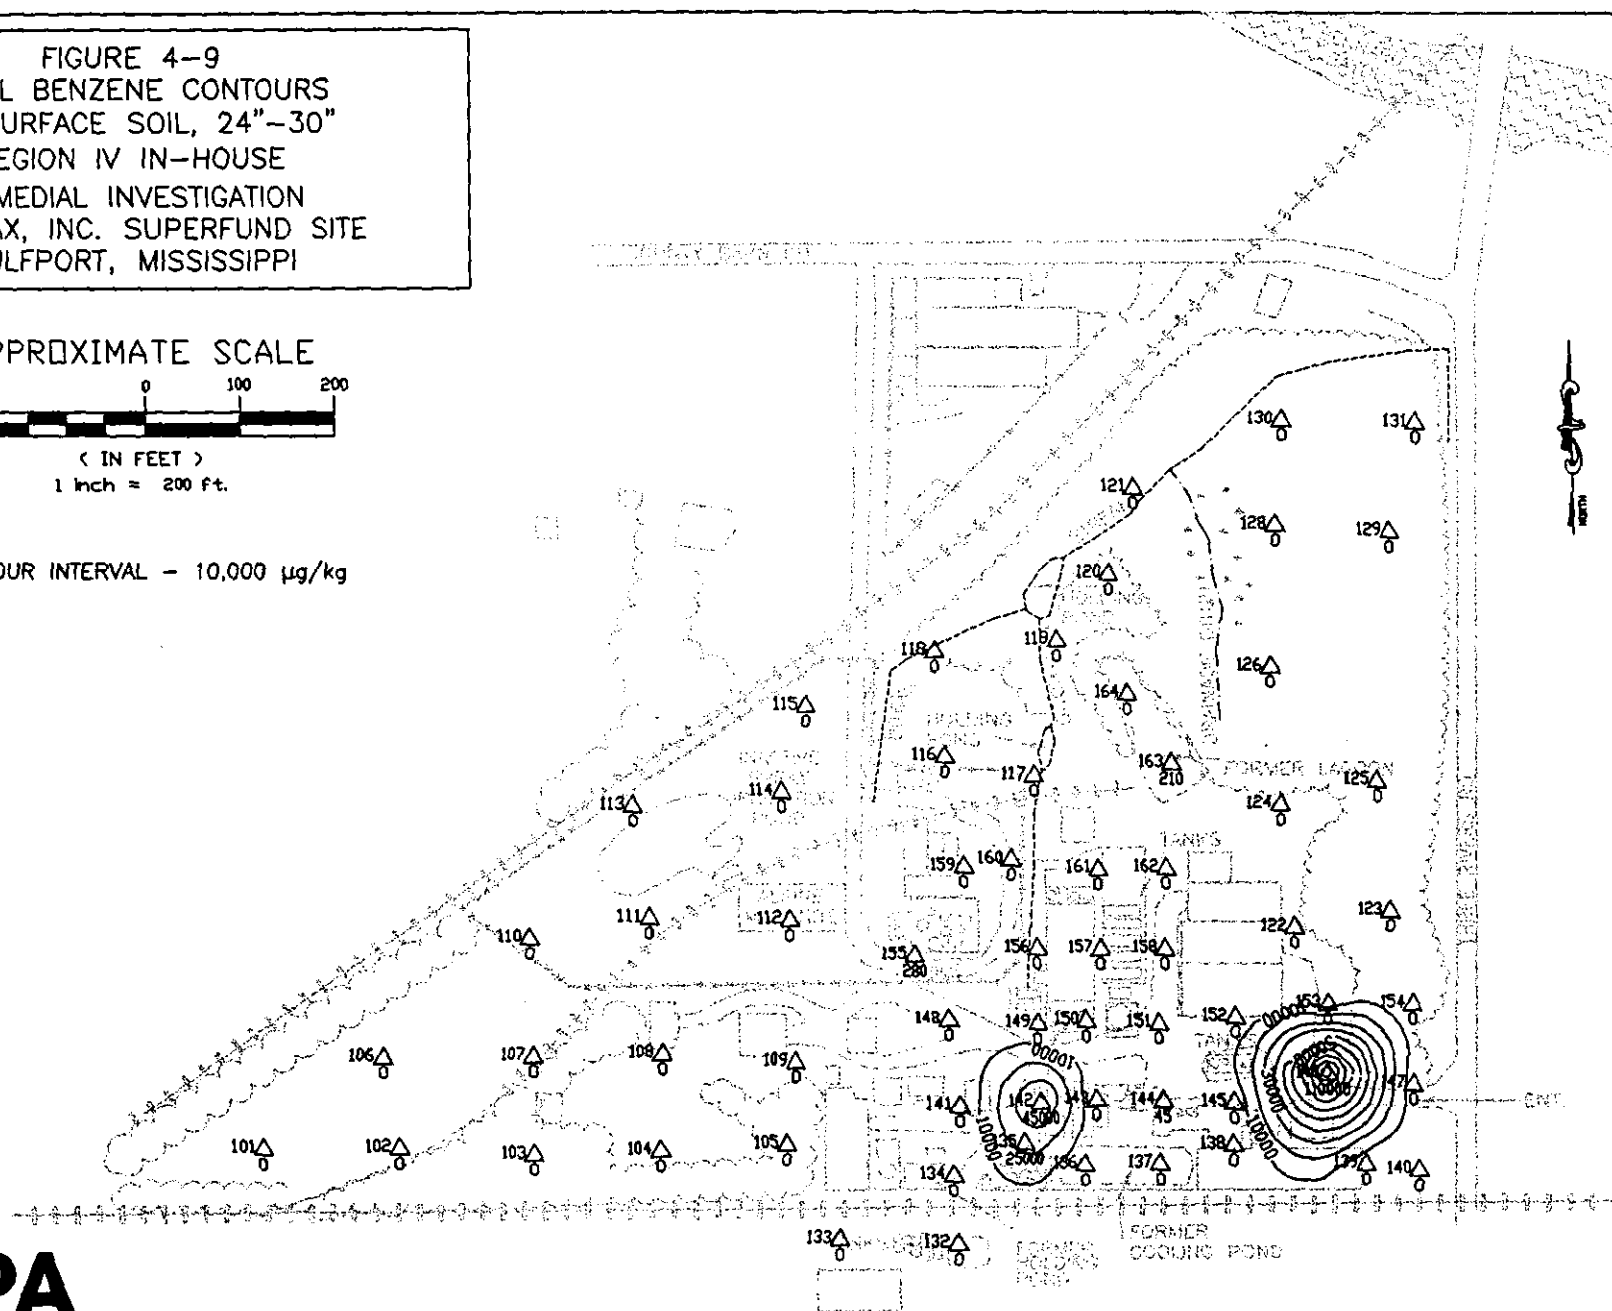 FIGURE 4-9
L BENZENE CONTOURS
URFACE SOIL, 24"-30"
EGION IV IN-HOUSE
MEDIAL INVESTIGATION
AX, INC. SUPERFUND SITE
ULFPORT, MISSISSIPPI
PPROXIMATE SCALE
0 100 200
( IN FEET )
1 inch = 200 ft.
OUR INTERVAL - 10,000 µg/kg
NORTH
130 0
131 0
121 0
128 0
129 0
120 0
118 0
119 0
126 0
164 0
115 0
HOLDING
POND
116 0
117 0
163 210
FORMER LAGOON
125 0
114 0
113 0
124 0
TANKS
159 0
160 0
161 0
162 0
111 0
112 0
123 0
122 0
110 0
155 280
156 0
157 0
158 0
153 0
154 0
50000
148 0
149 0
150 0
151 0
152 0
10000
106 0
107 0
108 0
109 0
147 0
30000
110000
141 0
142 45000
143 0
144 45
145 0
ENT.
10000
10000
101 0
102 0
103 0
104 0
105 0
135 25000
138 0
134 0
136 0
137 0
139 0
140 0
133 0
132 0
FORMER
HOLDING
POND
FORMER
COOLING POND
PA